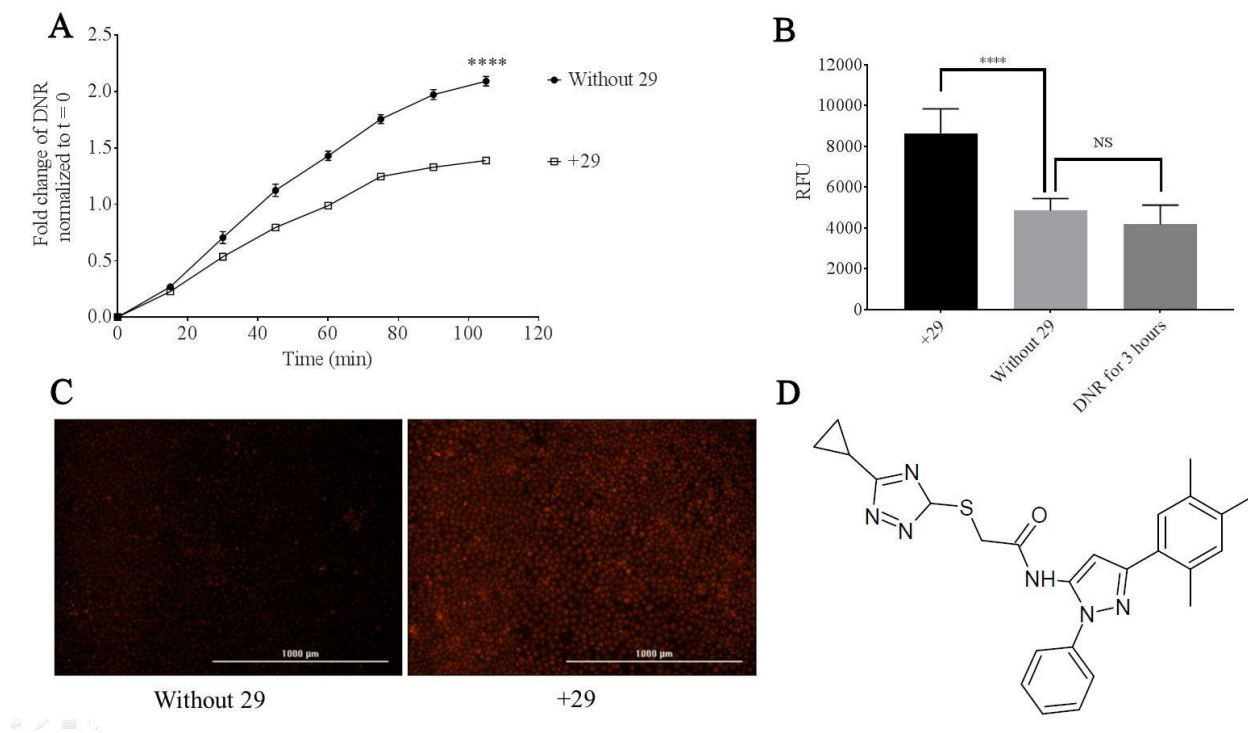 A
2.5
2.0
1.5
1.0
0.5
0.0
Fold change of DNR
normalized to t = 0
0 20 40 60 80 100 120
Time (min)
****
Without 29
+29
B
12000
10000
8000
6000
4000
2000
0
RFU
****
NS
+29
Without 29
DNR for 3 hours
C
1000 µm
1000 µm
Without 29
+29
D
N
N
N
S
O
NH
N
N